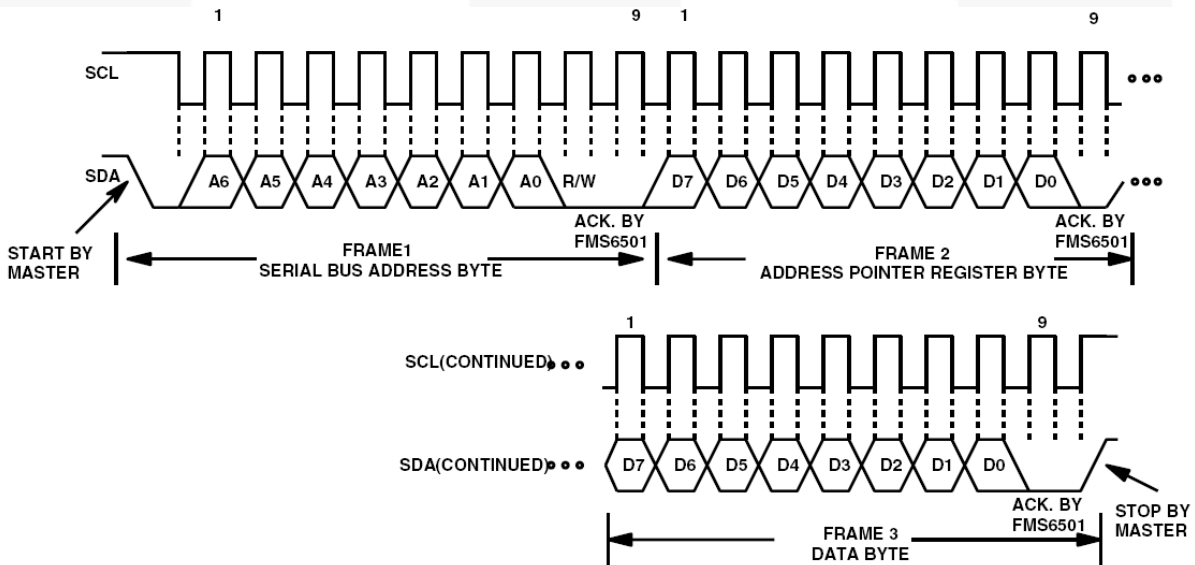 1 9 1 9
SCL
SDA A6 A5 A4 A3 A2 A1 A0 R/W D7 D6 D5 D4 D3 D2 D1 D0
START BY
MASTER
ACK. BY
FMS6501
ACK. BY
FMS6501
FRAME1
SERIAL BUS ADDRESS BYTE
FRAME 2
ADDRESS POINTER REGISTER BYTE
1 9
SCL(CONTINUED)
SDA(CONTINUED) D7 D6 D5 D4 D3 D2 D1 D0
ACK. BY
FMS6501
STOP BY
MASTER
FRAME 3
DATA BYTE